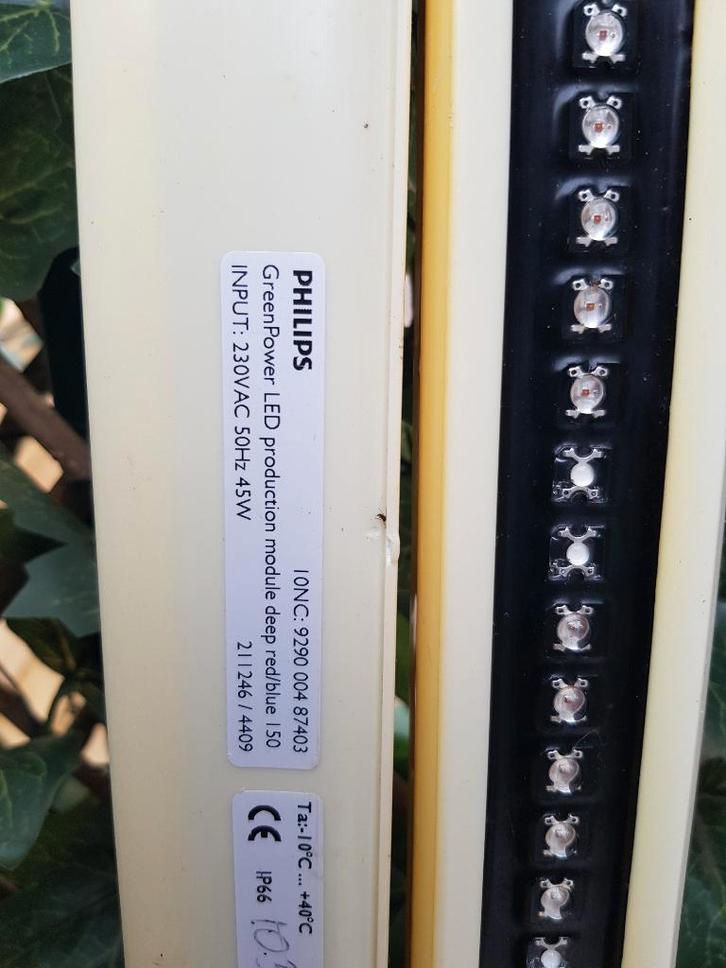 PHILIPS 10NC: 9290 004 87403
GreenPower LED production module deep red/blue 150
INPUT: 230VAC 50Hz 45W 211246 / 4409
Ta:-10°C ... +40°C
CE IP66